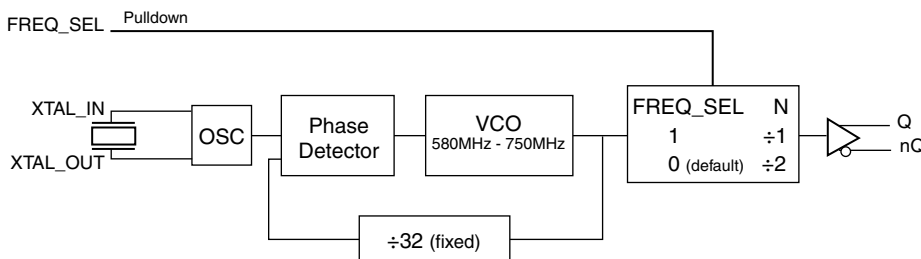 FREQ_SEL Pulldown
XTAL_IN
XTAL_OUT
OSC
Phase
Detector
VCO
580MHz - 750MHz
FREQ_SEL N
1 ÷1
0 (default) ÷2
Q
nQ
÷32 (fixed)